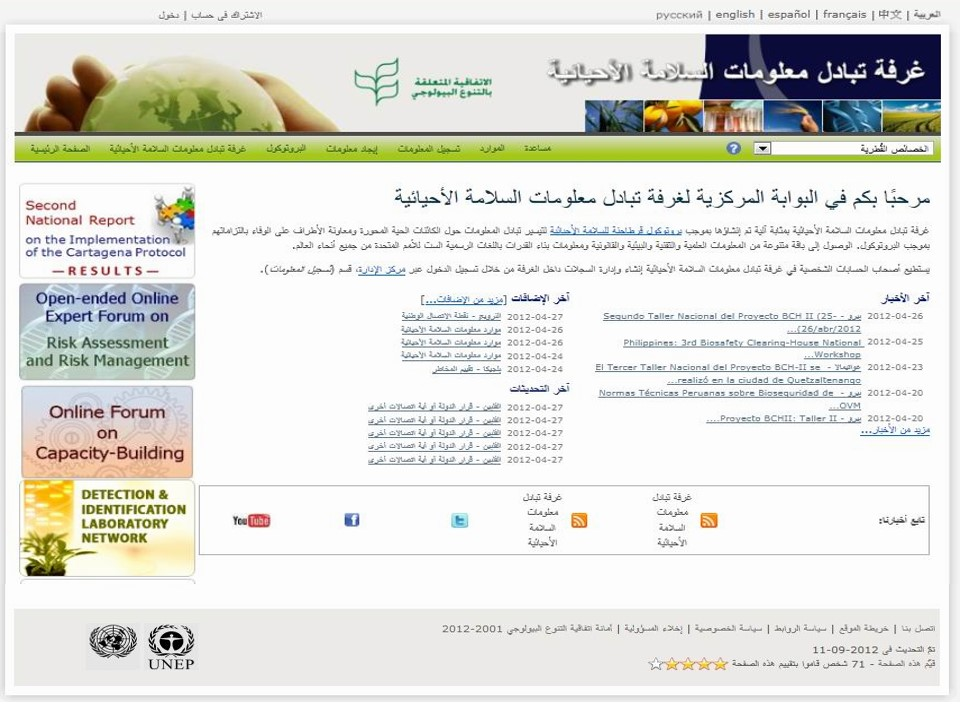 العربية | 中文 | français | español | english | русский
الاشتراك في حساب | دخول
غرفة تبادل معلومات السلامة الأحيائية
الاتفاقية المتعلقة
بالتنوع البيولوجي
الخصائص القُطرية
مساعدة الموارد تسجيل المعلومات إيجاد معلومات البروتوكول غرفة تبادل معلومات السلامة الأحيائية الصفحة الرئيسية
مرحبًا بكم في البوابة المركزية لغرفة تبادل معلومات السلامة الأحيائية
غرفة تبادل معلومات السلامة الأحيائية بمثابة آلية تم إنشاؤها بموجب بروتوكول قرطاجنة للسلامة الأحيائية لتيسير تبادل المعلومات حول الكائنات الحية المحورة ومعاونة الأطراف على الوفاء بالتزاماتهم
بموجب البروتوكول. الوصول إلى باقة متنوعة من المعلومات العلمية والتقنية والبيئية والقانونية ومعلومات بناء القدرات باللغات الرسمية الست للأمم المتحدة من جميع أنحاء العالم.
يستطيع أصحاب الحسابات الشخصية في غرفة تبادل معلومات السلامة الأحيائية إنشاء وإدارة السجلات داخل الغرفة من خلال تسجيل الدخول عبر مركز الإدارة، قسم (تسجيل المعلومات).
آخر الأخبار
2012-04-26 بيرو - Segundo Taller Nacional del Proyecto BCH II (25-
26/abr/2012)...
2012-04-25 Philippines: 3rd Biosafety Clearing-House National
Workshop...
2012-04-23 غواتيمالا - El Tercer Taller Nacional del Proyecto BCH-II se
realizó en la ciudad de Quetzaltenango...
2012-04-20 بيرو - Normas Técnicas Peruanas sobre Bioseguridad de
OVM...
2012-04-20 بيرو - Proyecto BCHII: Taller II....
مزيد من الأخبار...
آخر الإضافات [مزيد من الإضافات...]
2012-04-27 النرويج - نقطة الاتصال الوطنية
2012-04-26 موارد معلومات السلامة الأحيائية
2012-04-26 موارد معلومات السلامة الأحيائية
2012-04-24 موارد معلومات السلامة الأحيائية
2012-04-24 بلجيكا - تقييم المخاطر
آخر التحديثات
2012-04-27 الفلبين - قرار الدولة أو أية اتصالات أخرى
2012-04-27 الفلبين - قرار الدولة أو أية اتصالات أخرى
2012-04-27 الفلبين - قرار الدولة أو أية اتصالات أخرى
2012-04-27 الفلبين - قرار الدولة أو أية اتصالات أخرى
2012-04-27 الفلبين - قرار الدولة أو أية اتصالات أخرى
Second
National Report
on the Implementation
of the Cartagena Protocol
—RESULTS—
Open-ended Online
Expert Forum on
Risk Assessment
and Risk Management
Online Forum
on
Capacity-Building
DETECTION &
IDENTIFICATION
LABORATORY
NETWORK
تابع أخبارنا:
غرفة تبادل
معلومات
السلامة
الأحيائية
غرفة تبادل
معلومات
السلامة
الأحيائية
YouTube
اتصل بنا | خريطة الموقع | سياسة الروابط | سياسة الخصوصية | إخلاء المسؤولية | أمانة اتفاقية التنوع البيولوجي 2001-2012
تم التحديث في 2012-09-11
قيّم هذه الصفحة - 71 شخص قاموا بتقييم هذه الصفحة
UNEP